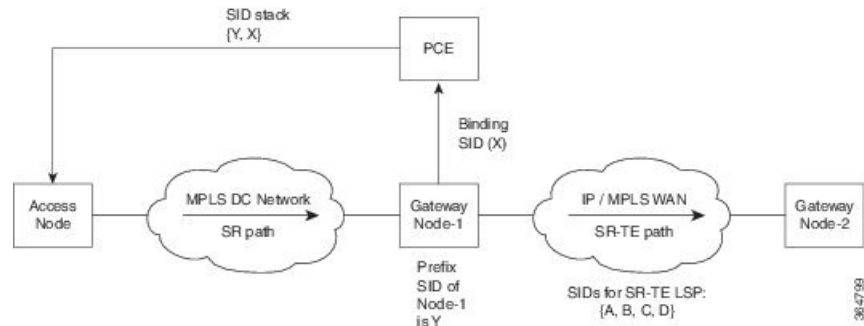 SID stack
{Y, X}
PCE
Binding
SID (X)
Access
Node
MPLS DC Network
SR path
Gateway
Node-1
IP / MPLS WAN
SR-TE path
Gateway
Node-2
Prefix
SID of
Node-1
is Y
SIDs for SR-TE LSP:
{A, B, C, D}
364799